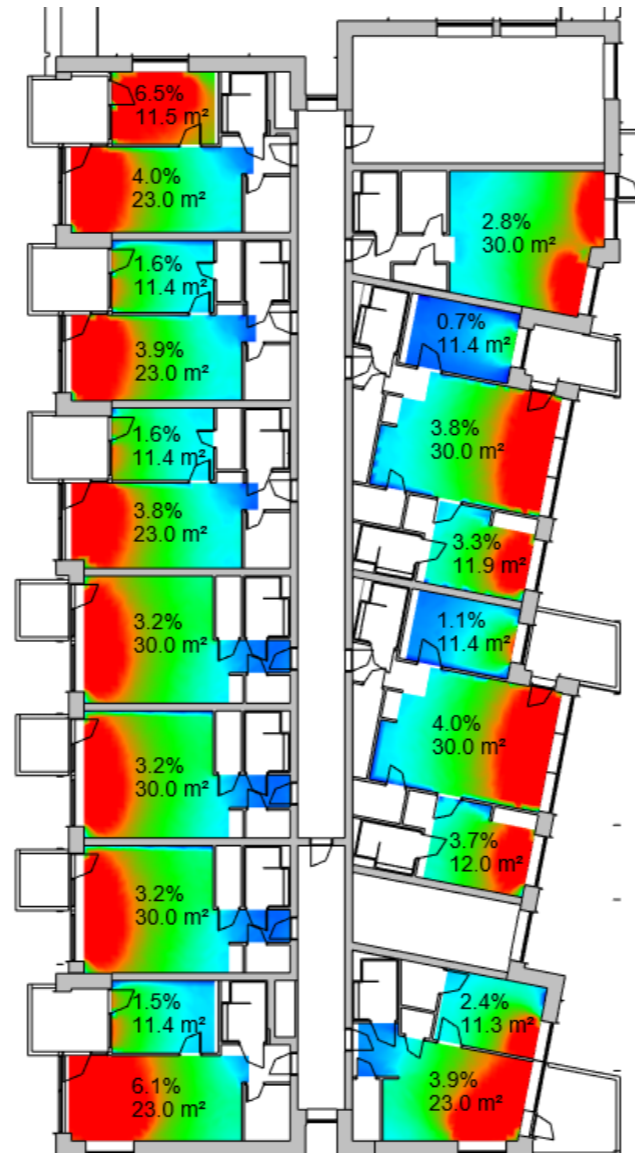 6.5%
11.5 m²
4.0%
23.0 m²
1.6%
11.4 m²
3.9%
23.0 m²
1.6%
11.4 m²
3.8%
23.0 m²
3.2%
30.0 m²
3.2%
30.0 m²
3.2%
30.0 m²
1.5%
11.4 m²
6.1%
23.0 m²
2.8%
30.0 m²
0.7%
11.4 m²
3.8%
30.0 m²
3.3%
11.9 m²
1.1%
11.4 m²
4.0%
30.0 m²
3.7%
12.0 m²
2.4%
11.3 m²
3.9%
23.0 m²